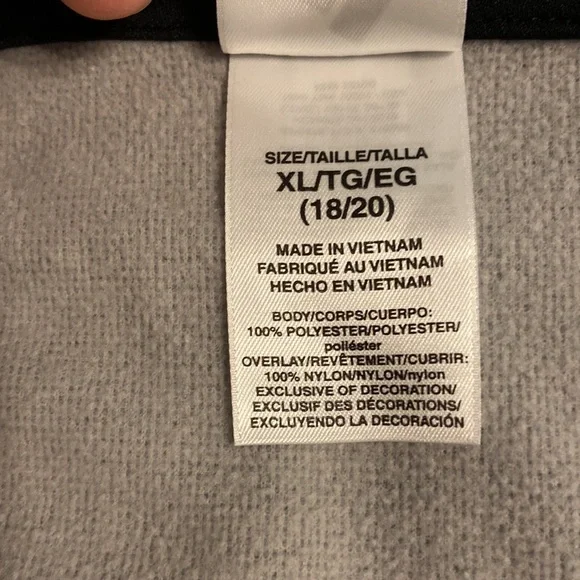 SIZE/TAILLE/TALLA
XL/TG/EG
(18/20)
MADE IN VIETNAM
FABRIQUÉ AU VIETNAM
HECHO EN VIETNAM
BODY/CORPS/CUERPO:
100% POLYESTER/POLYESTER/
poliéster
OVERLAY/REVÊTEMENT/CUBRIR:
100% NYLON/NYLON/nylon
EXCLUSIVE OF DECORATION/
EXCLUSIF DES DÉCORATIONS/
EXCLUYENDO LA DECORACIÓN